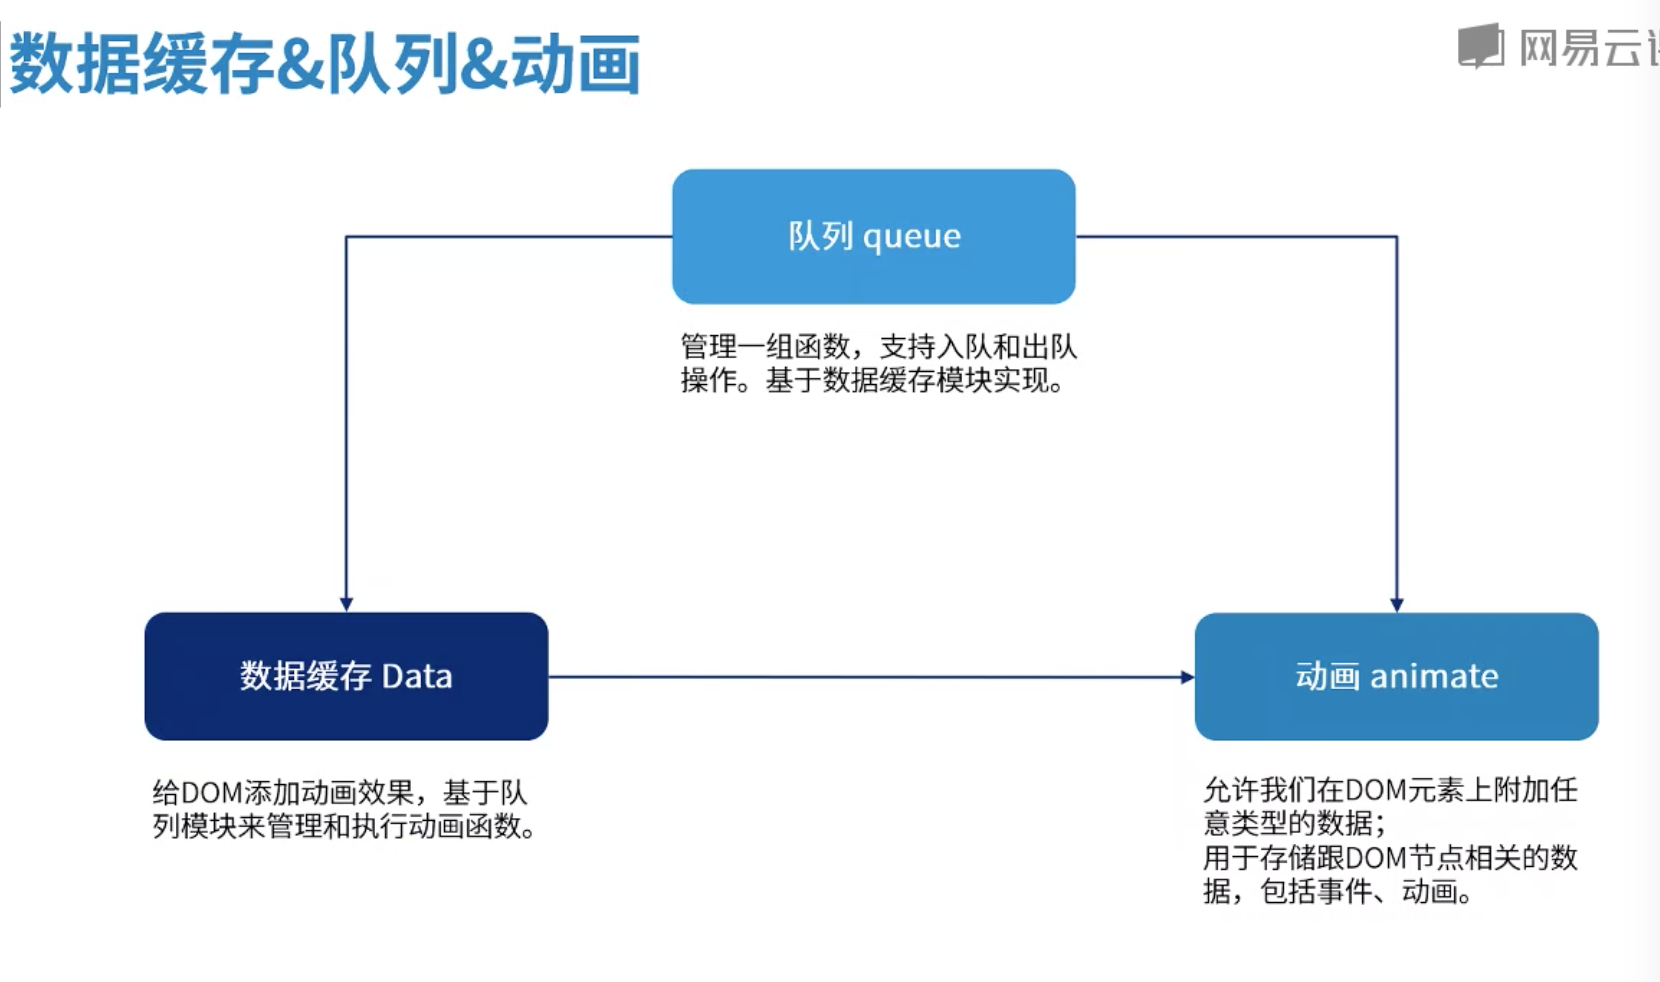 数据缓存&队列&动画
网易云
队列 queue
管理一组函数，支持入队和出队
操作。基于数据缓存模块实现。
数据缓存 Data
给DOM添加动画效果，基于队
列模块来管理和执行动画函数。
动画 animate
允许我们在DOM元素上附加任
意类型的数据；
用于存储跟DOM节点相关的数
据，包括事件、动画。